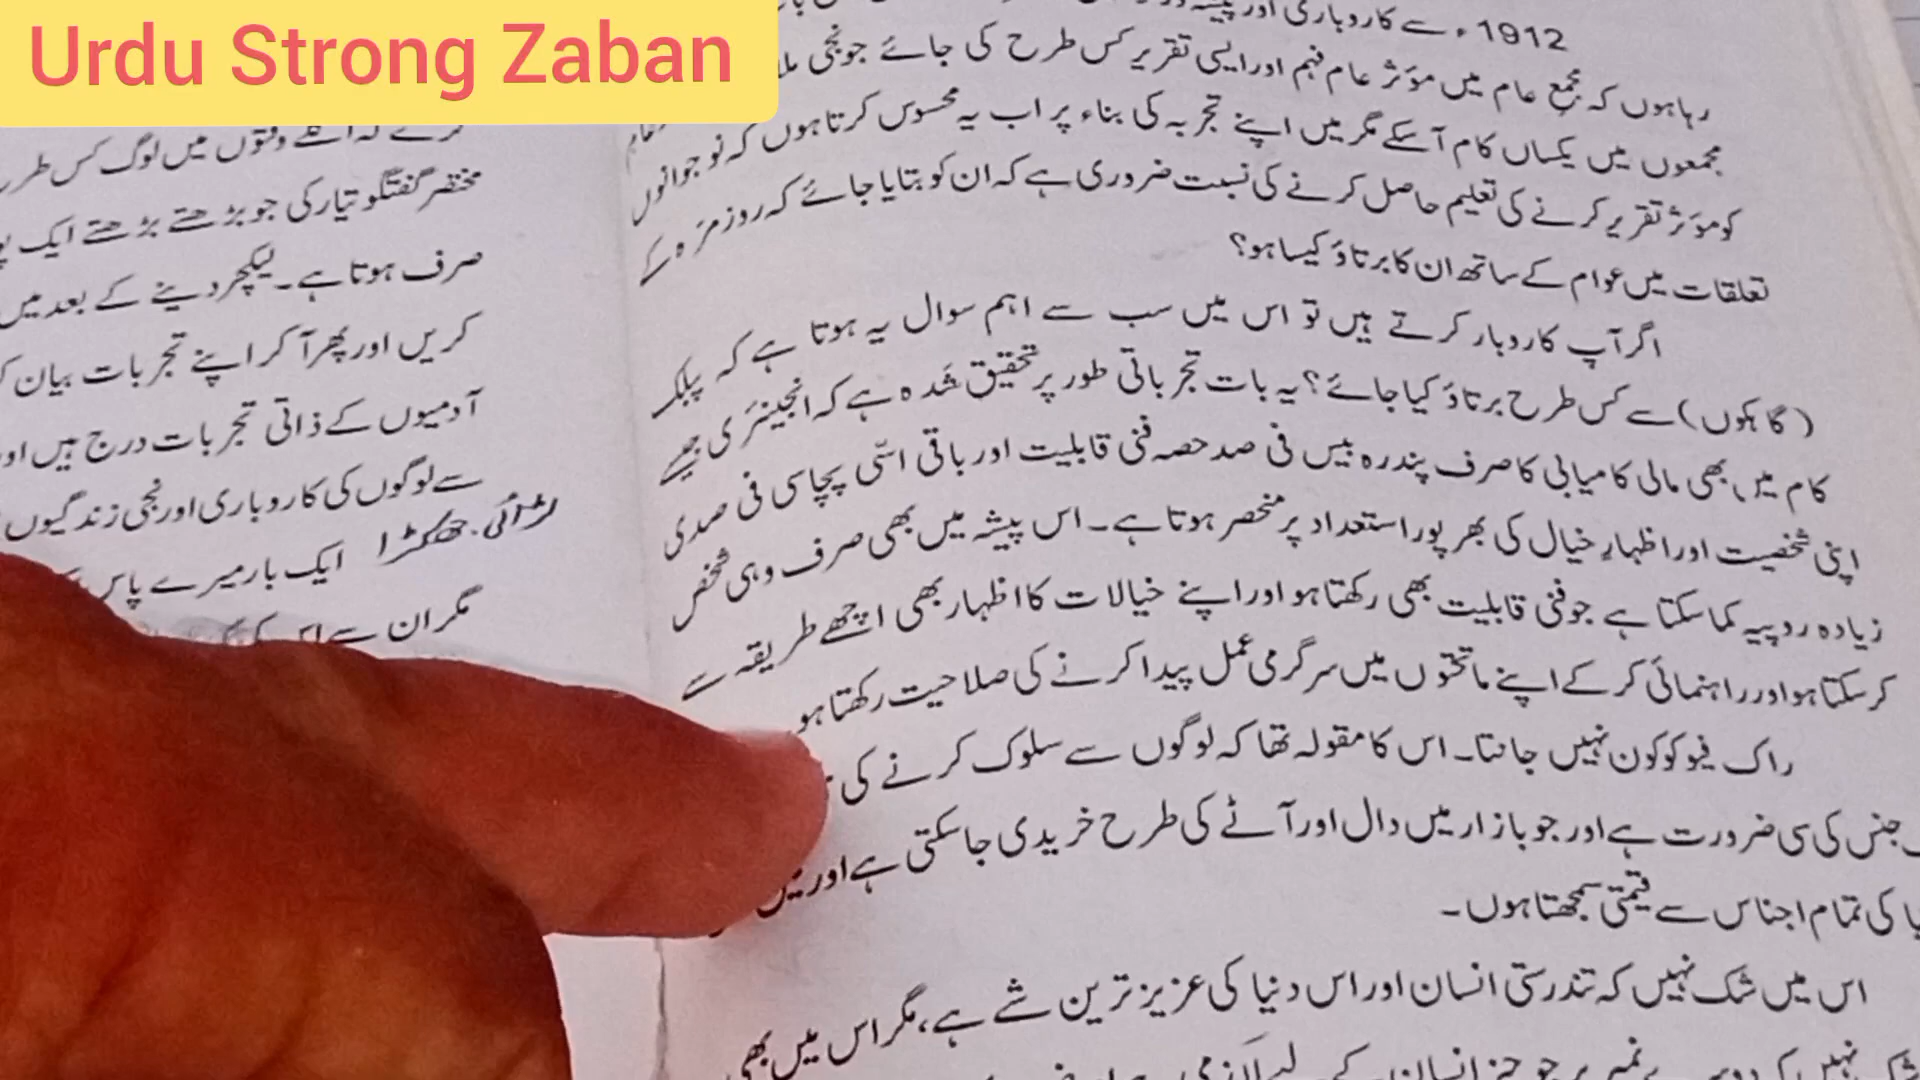 Urdu Strong Zaban
1912ء سے کاروباری اور
رہا ہوں کہ مجمع عام میں مؤثر عام فہم اور ایسی تقریر کس طرح کی جائے جو نجی
مجمعوں میں یکساں کام آ سکے مگر میں اپنے تجربہ کی بناء پر اب یہ محسوس کرتا ہوں کہ نوجوانوں
کو مؤثر تقریر کرنے کی تعلیم حاصل کرنے کی نسبت ضروری ہے کہ ان کو بتایا جائے کہ روزمرّہ کے
تعلقات میں عوام کے ساتھ ان کا برتاؤ کیسا ہو؟
اگر آپ کاروبار کرتے ہیں تو اس میں سب سے اہم سوال یہ ہوتا ہے کہ پبلک
(گاہکوں) سے کس طرح برتاؤ کیا جائے؟ یہ بات تجرباتی طور پر تحقیق شدہ ہے کہ انجینئری جیسے
کام میں بھی مالی کامیابی کا صرف پندرہ بیس فی صد حصہ فنی قابلیت اور باقی اسّی پچاسی فی صدی
اپنی شخصیت اور اظہارِ خیال کی بھرپور استعداد پر منحصر ہوتا ہے۔ اس پیشہ میں بھی صرف وہی شخص
زیادہ روپیہ کما سکتا ہے جو فنی قابلیت بھی رکھتا ہو اور اپنے خیالات کا اظہار بھی اچھے طریقہ سے
کر سکتا ہو اور راہنمائی کر کے اپنے ماتحتوں میں سرگرمی عمل پیدا کرنے کی صلاحیت رکھتا ہو
راک فیلو کو کون نہیں جانتا۔ اس کا مقولہ تھا کہ لوگوں سے سلوک کرنے کی
جنس کی سی ضرورت ہے اور جو بازار میں دال اور آٹے کی طرح خریدی جا سکتی ہے اور میں
کی تمام اجناس سے قیمتی سمجھتا ہوں۔
اس میں شک نہیں کہ تندرستی انسان اور اس دنیا کی عزیز ترین شے ہے، مگر اس میں بھی
وقتوں میں لوگ کس طرح
مختصر گفتگو تیار کی جو بڑھتے بڑھتے ایک
صرف ہوتا ہے۔ لیکچر دینے کے بعد میں
کریں اور پھر آ کر اپنے تجربات بیان
آدمیوں کے ذاتی تجربات درج ہیں اور
سے لوگوں کی کاروباری اور نجی زندگیوں
لڑائی۔ جھگڑا
ایک بار میرے پاس
مگر ان سے